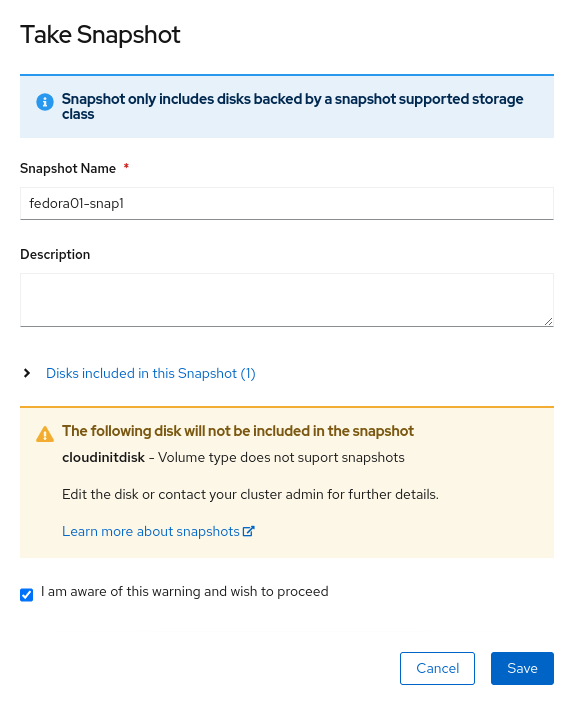 Take Snapshot
Snapshot only includes disks backed by a snapshot supported storage
class
Snapshot Name *
fedora01-snap1
Description
Disks included in this Snapshot (1)
The following disk will not be included in the snapshot
cloudinitdisk - Volume type does not suport snapshots
Edit the disk or contact your cluster admin for further details.
Learn more about snapshots
I am aware of this warning and wish to proceed
Cancel Save